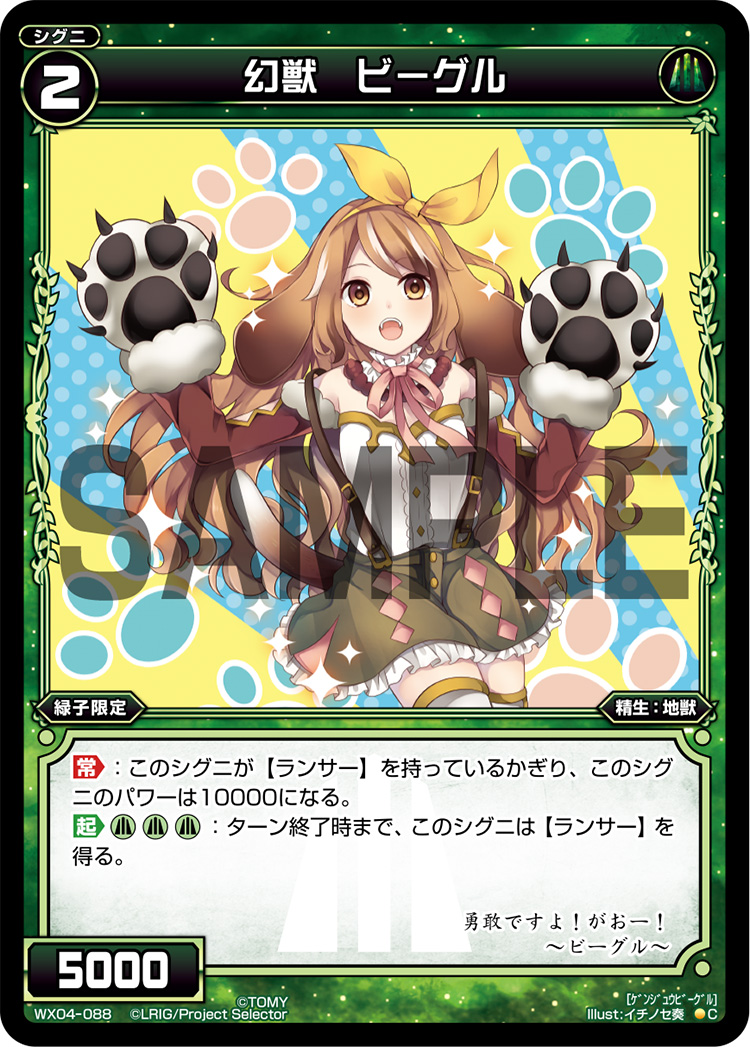 シグニ
2
幻獣 ビーグル
SAMPLE
緑子限定
精生：地獣
常：このシグニが【ランサー】を持っているかぎり、このシグ
ニのパワーは10000になる。
起：ターン終了時まで、このシグニは【ランサー】を
得る。
勇敢ですよ！がおー！
～ビーグル～
5000
©TOMY
[ｹﾞﾝｼﾞｭｳﾋﾞｰｸﾞﾙ]
WX04-088 ©LRIG/Project Selector
Illust:イチノセ奏 C